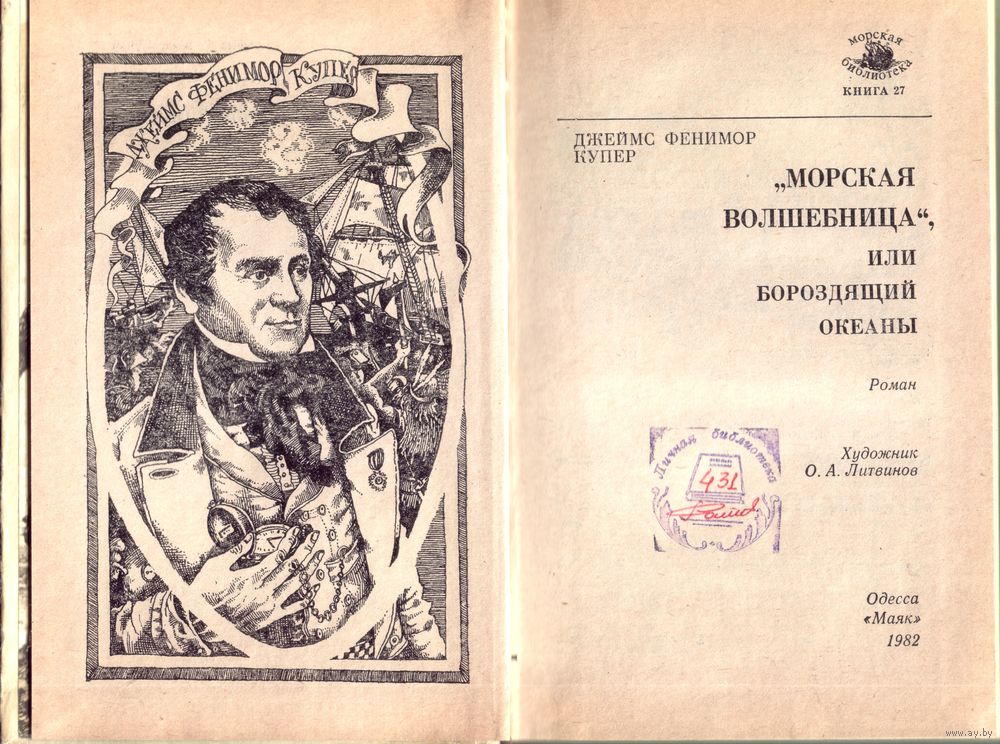 ДЖЕЙМС ФЕНИМОР КУПЕР
морская
библиотека
КНИГА 27
ДЖЕЙМС ФЕНИМОР
КУПЕР
„МОРСКАЯ
ВОЛШЕБНИЦА“,
ИЛИ
БОРОЗДЯЩИЙ
ОКЕАНЫ
Роман
Художник
О. А. Литвинов
Личная библиотека
431
Одесса
«Маяк»
1982
www.ay.by